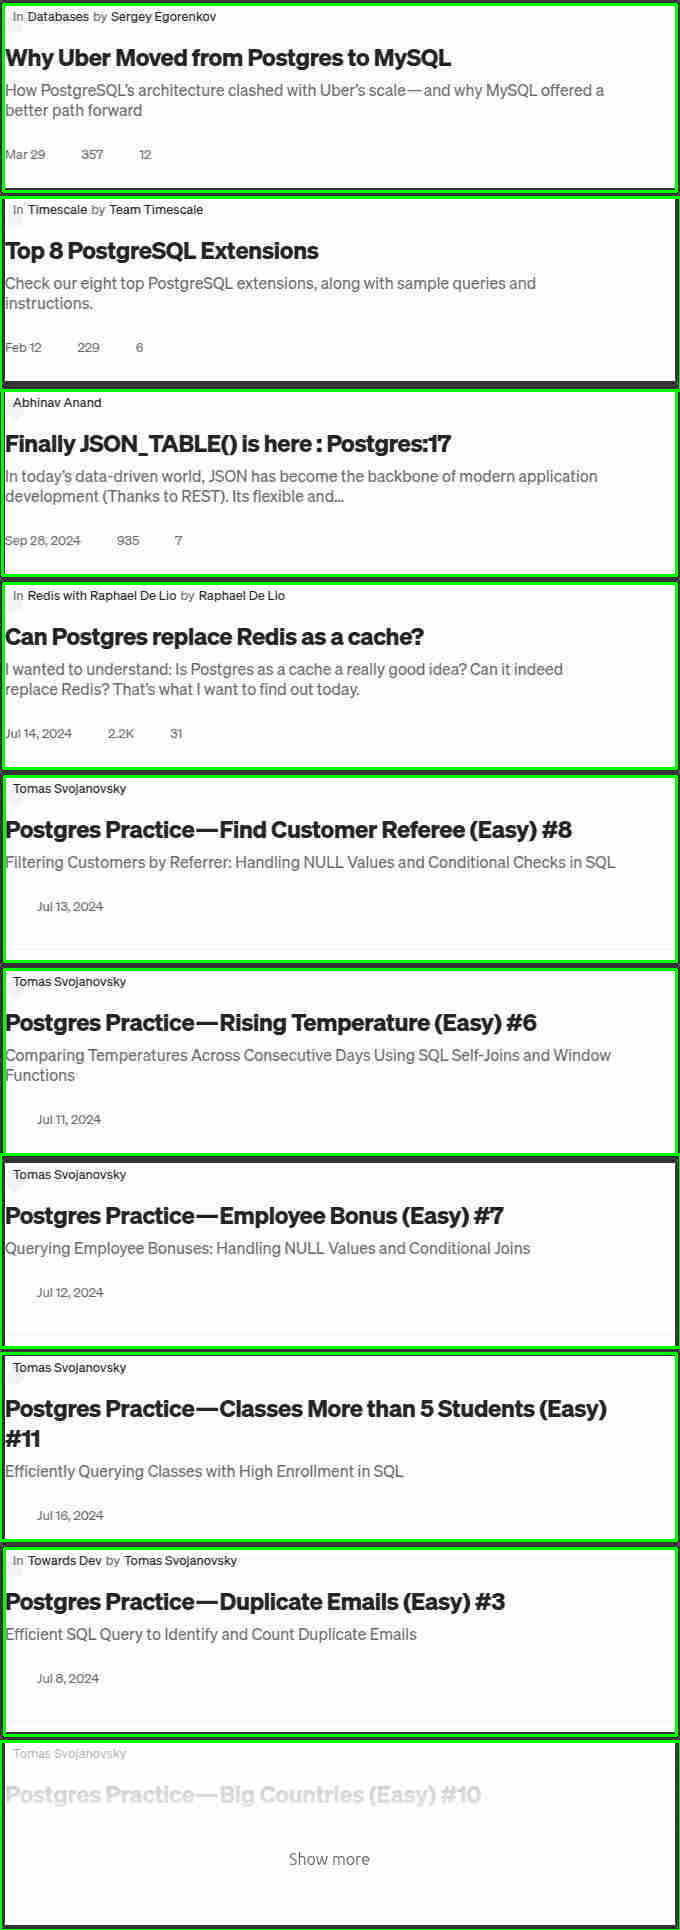 In Databases by Sergey Egorenkov
Why Uber Moved from Postgres to MySQL
How PostgreSQL's architecture clashed with Uber's scale—and why MySQL offered a
better path forward
Mar 29 357 12
In Timescale by Team Timescale
Top 8 PostgreSQL Extensions
Check our eight top PostgreSQL extensions, along with sample queries and
instructions.
Feb 12 229 6
Abhinav Anand
Finally JSON_TABLE() is here : Postgres:17
In today's data-driven world, JSON has become the backbone of modern application
development (Thanks to REST). Its flexible and...
Sep 28, 2024 935 7
In Redis with Raphael De Lio by Raphael De Lio
Can Postgres replace Redis as a cache?
I wanted to understand: Is Postgres as a cache a really good idea? Can it indeed
replace Redis? That's what I want to find out today.
Jul 14, 2024 2.2K 31
Tomas Svojanovsky
Postgres Practice—Find Customer Referee (Easy) #8
Filtering Customers by Referrer: Handling NULL Values and Conditional Checks in SQL
Jul 13, 2024
Tomas Svojanovsky
Postgres Practice—Rising Temperature (Easy) #6
Comparing Temperatures Across Consecutive Days Using SQL Self-Joins and Window
Functions
Jul 11, 2024
Tomas Svojanovsky
Postgres Practice—Employee Bonus (Easy) #7
Querying Employee Bonuses: Handling NULL Values and Conditional Joins
Jul 12, 2024
Tomas Svojanovsky
Postgres Practice—Classes More than 5 Students (Easy)
#11
Efficiently Querying Classes with High Enrollment in SQL
Jul 16, 2024
In Towards Dev by Tomas Svojanovsky
Postgres Practice—Duplicate Emails (Easy) #3
Efficient SQL Query to Identify and Count Duplicate Emails
Jul 8, 2024
Tomas Svojanovsky
Postgres Practice—Big Countries (Easy) #10
Show more